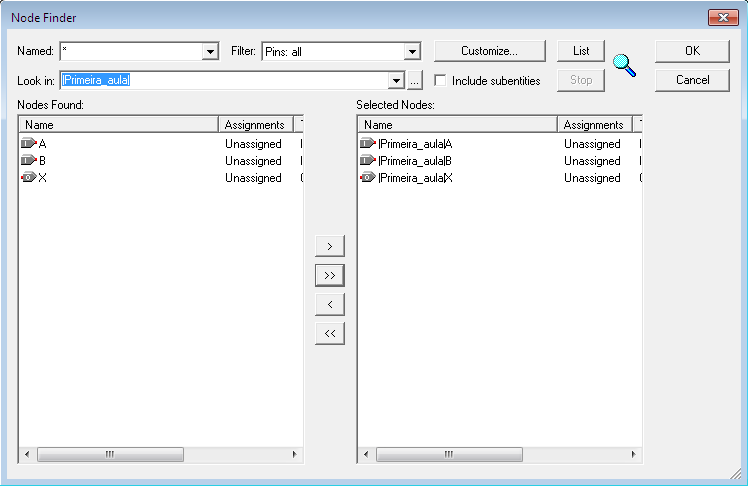 Node Finder
Named: * Filter: Pins: all Customize... List OK
Look in: |Primeira_aula| ... Include subentities Stop Cancel
Nodes Found: Selected Nodes:
Name Assignments Name Assignments
A Unassigned |Primeira_aula|A Unassigned
B Unassigned |Primeira_aula|B Unassigned
X Unassigned |Primeira_aula|X Unassigned
>
>>
<
<<